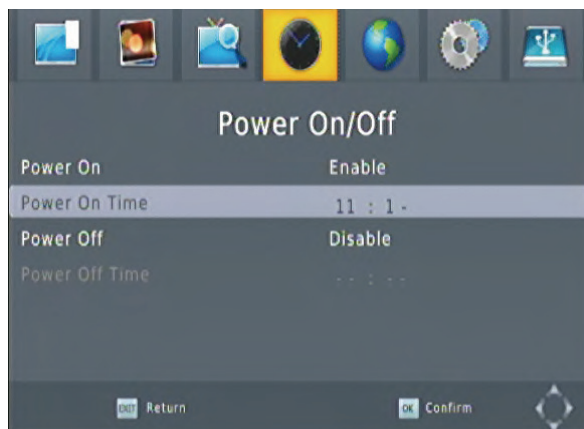 Power On/Off
Power On Enable
Power On Time 11 : 1 -
Power Off Disable
Power Off Time - - : - -
EXIT Return OK Confirm